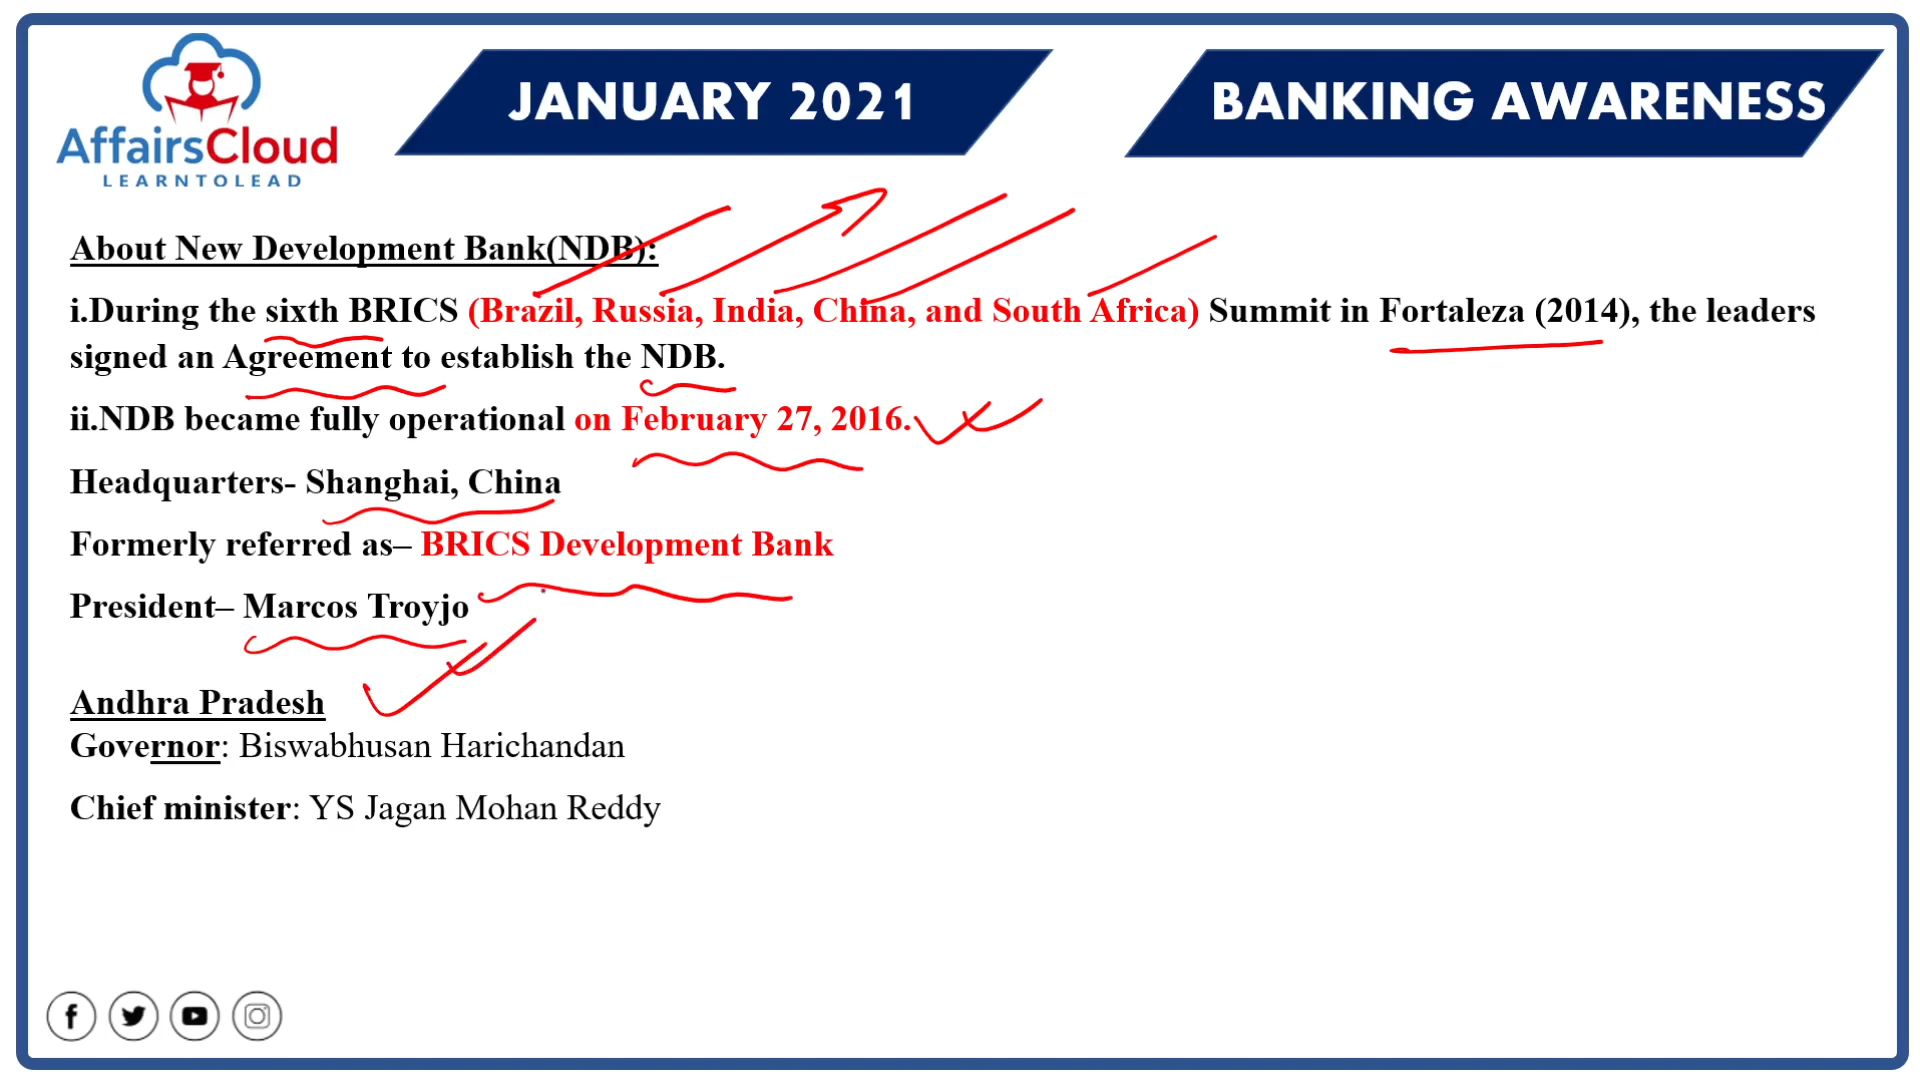 AffairsCloud
LEARNTOLEAD
JANUARY 2021
BANKING AWARENESS
About New Development Bank(NDB):
i.During the sixth BRICS (Brazil, Russia, India, China, and South Africa) Summit in Fortaleza (2014), the leaders
signed an Agreement to establish the NDB.
ii.NDB became fully operational on February 27, 2016.
Headquarters- Shanghai, China
Formerly referred as– BRICS Development Bank
President– Marcos Troyjo
Andhra Pradesh
Governor: Biswabhusan Harichandan
Chief minister: YS Jagan Mohan Reddy